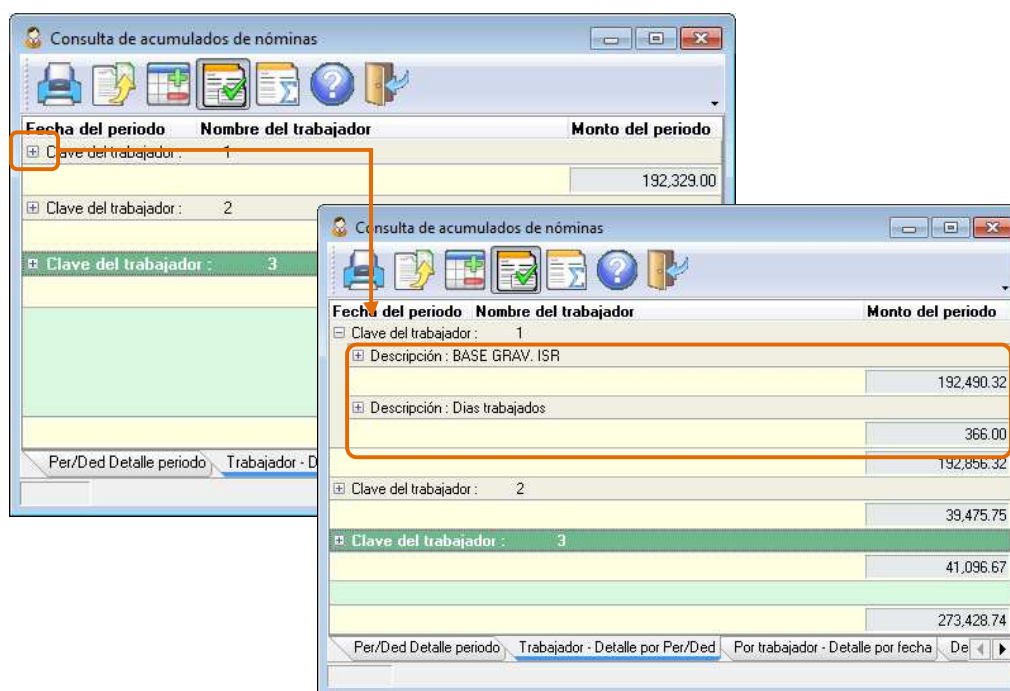 Consulta de acumulados de nóminas
Fecha del periodo Nombre del trabajador Monto del periodo
Clave del trabajador : 1
192,329.00
Clave del trabajador : 2
Clave del trabajador : 3
Per/Ded Detalle periodo Trabajador - D
Consulta de acumulados de nóminas
Fecha del periodo Nombre del trabajador Monto del periodo
Clave del trabajador : 1
Descripción : BASE GRAV. ISR
192,490.32
Descripción : Dias trabajados
366.00
192,856.32
Clave del trabajador : 2
39,475.75
Clave del trabajador : 3
41,096.67
273,428.74
Per/Ded Detalle periodo Trabajador - Detalle por Per/Ded Por trabajador - Detalle por fecha De